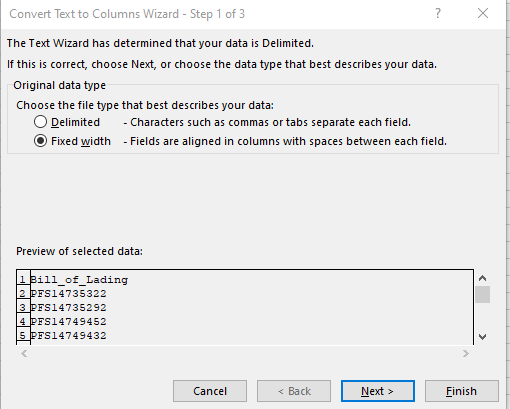 Convert Text to Columns Wizard - Step 1 of 3 ? ×
The Text Wizard has determined that your data is Delimited.
If this is correct, choose Next, or choose the data type that best describes your data.
Original data type
Choose the file type that best describes your data:
Delimited - Characters such as commas or tabs separate each field.
Fixed width - Fields are aligned in columns with spaces between each field.
Preview of selected data:
1 Bill_of_Lading
2 PFS14735322
3 PFS14735292
4 PFS14749452
5 PFS14749432
Cancel < Back Next > Finish